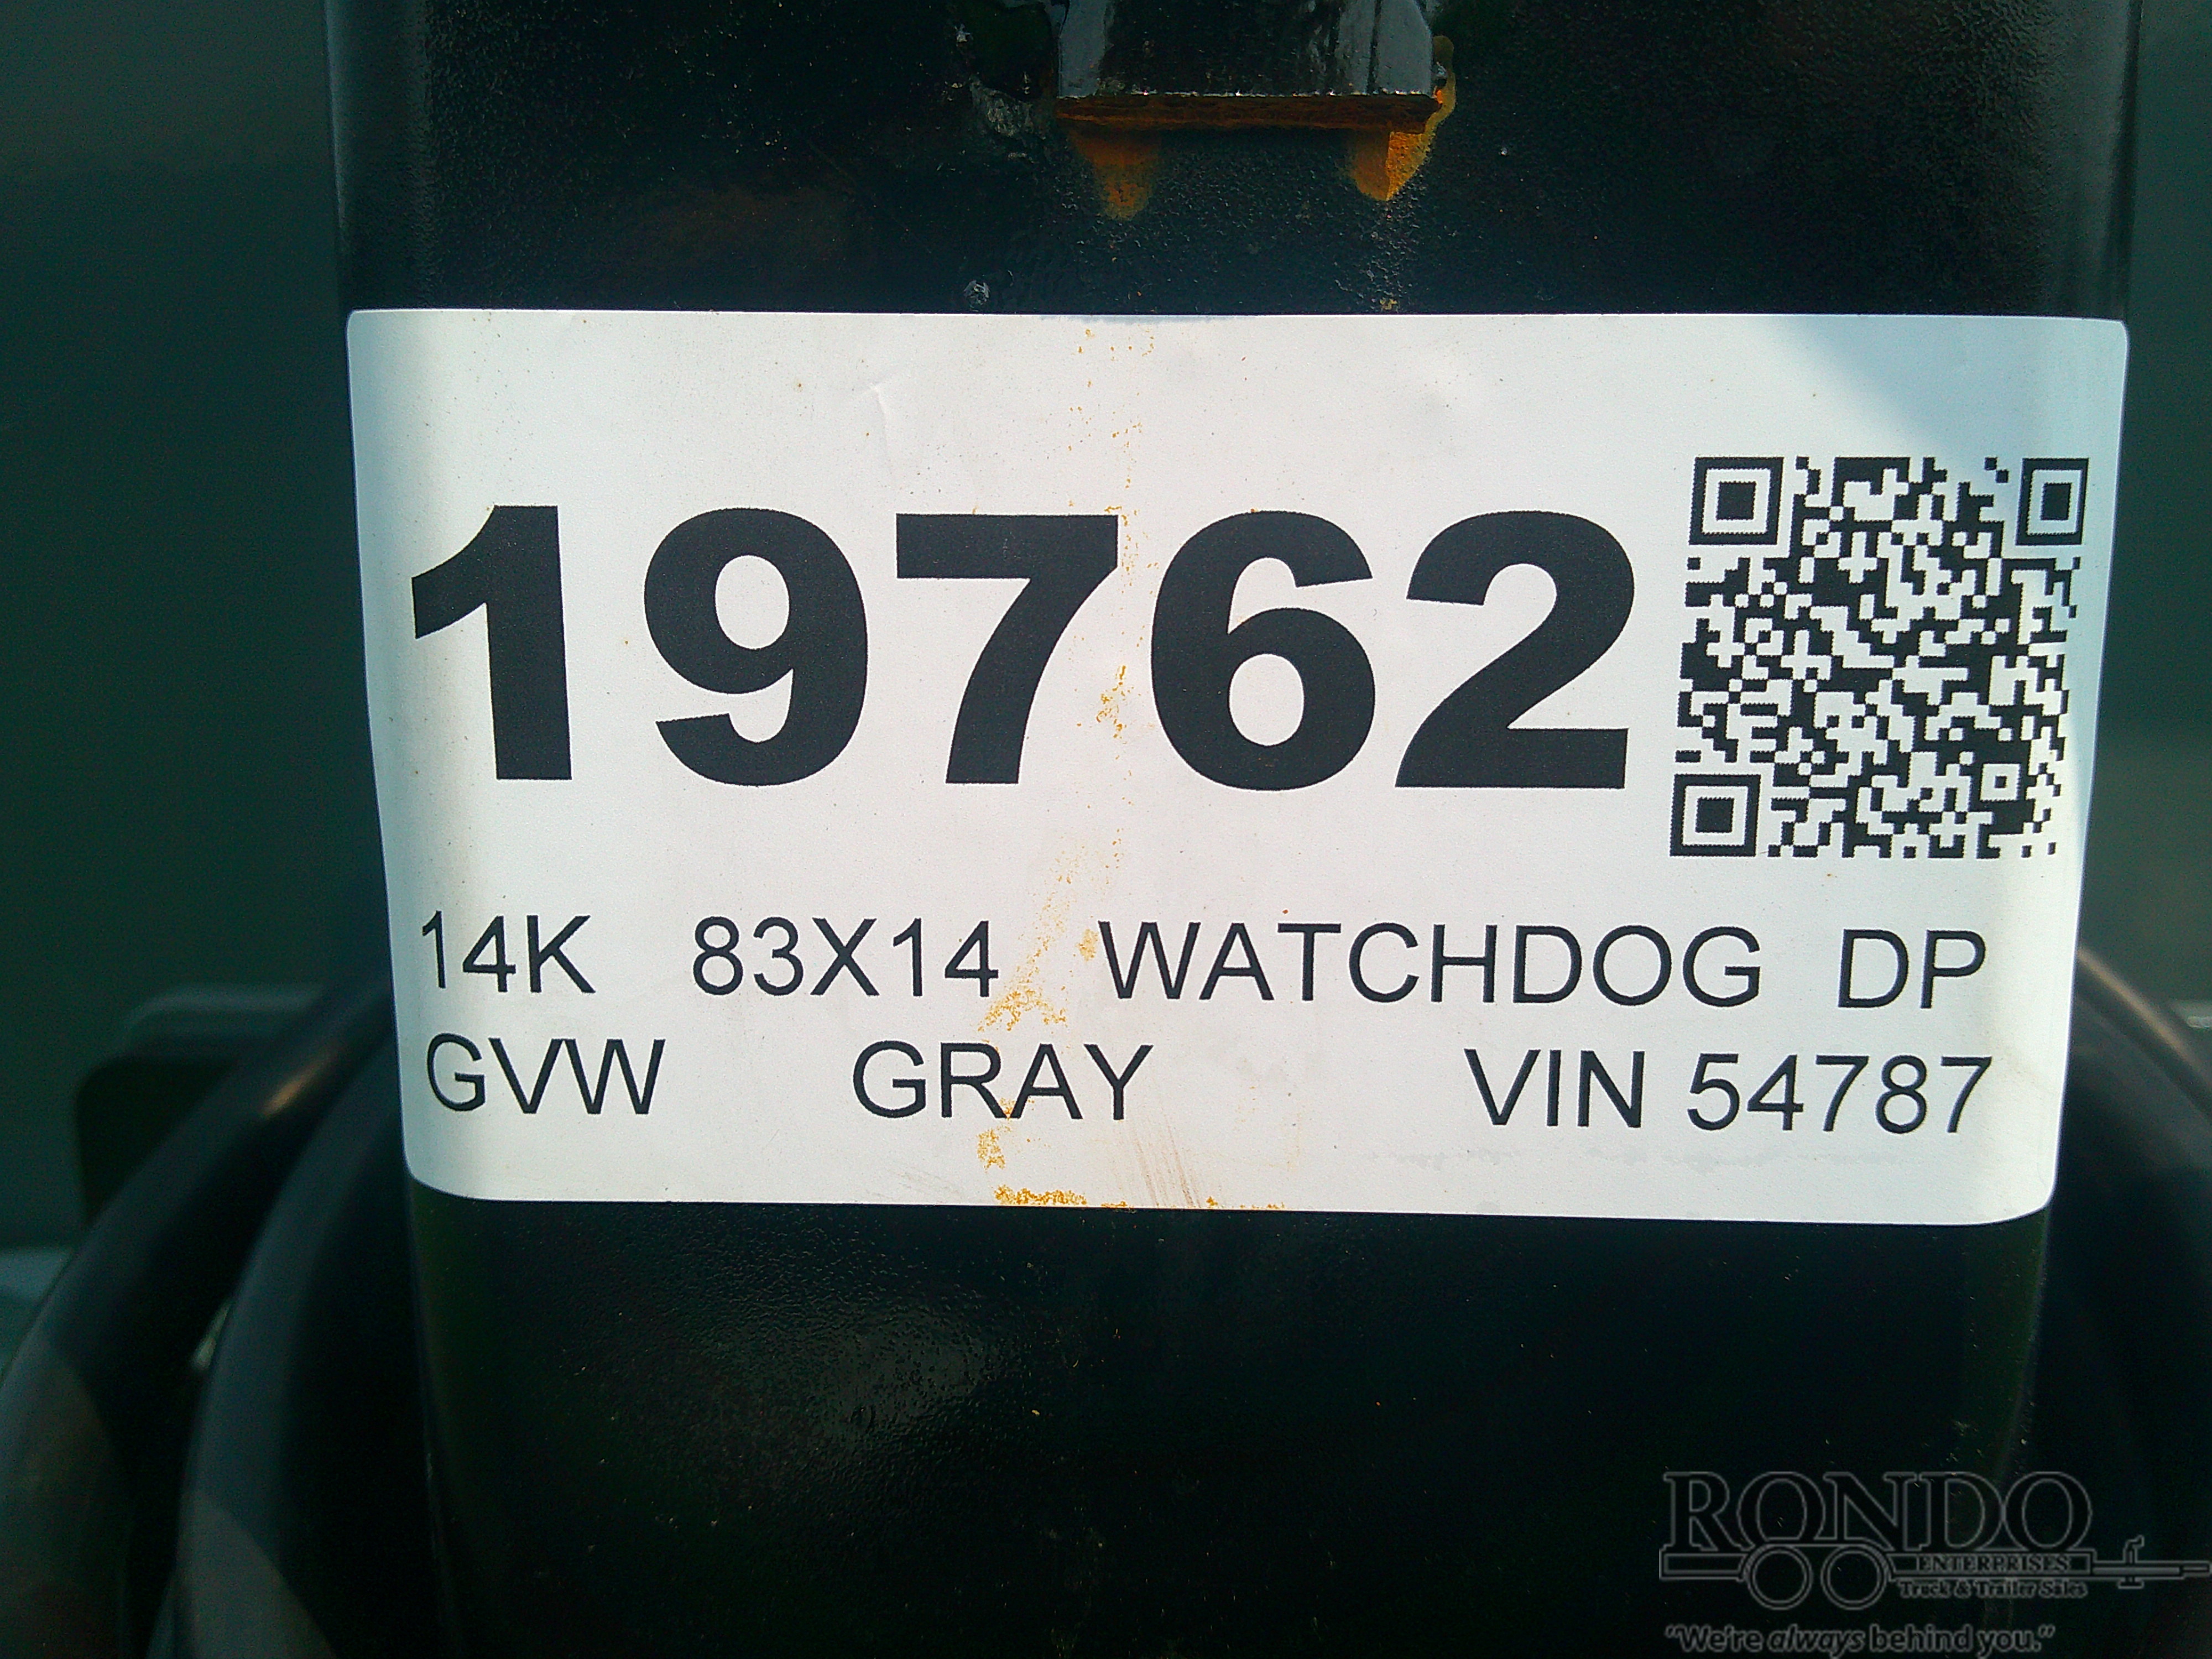 19762
14K 83X14 WATCHDOG DP
GVW GRAY VIN 54787
RONDO
ENTERPRISES
Truck & Trailer Sales
"We're always behind you."